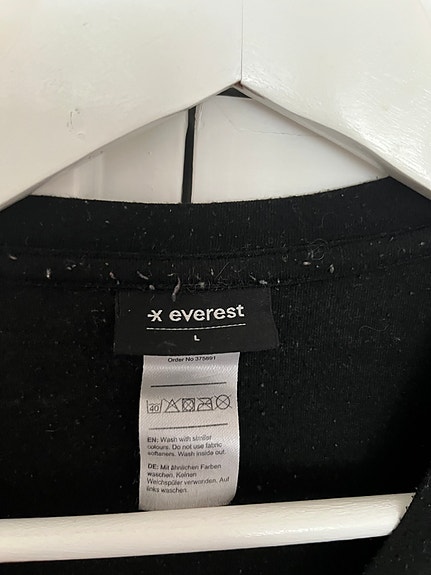 everest
L
Order No 375691
40
EN: Wash with similar
colours. Do not use fabric
softeners. Wash inside out.
DE: Mit ähnlichen Farben
waschen. Keinen
Weichspüler verwonden. Auf
links waschen.